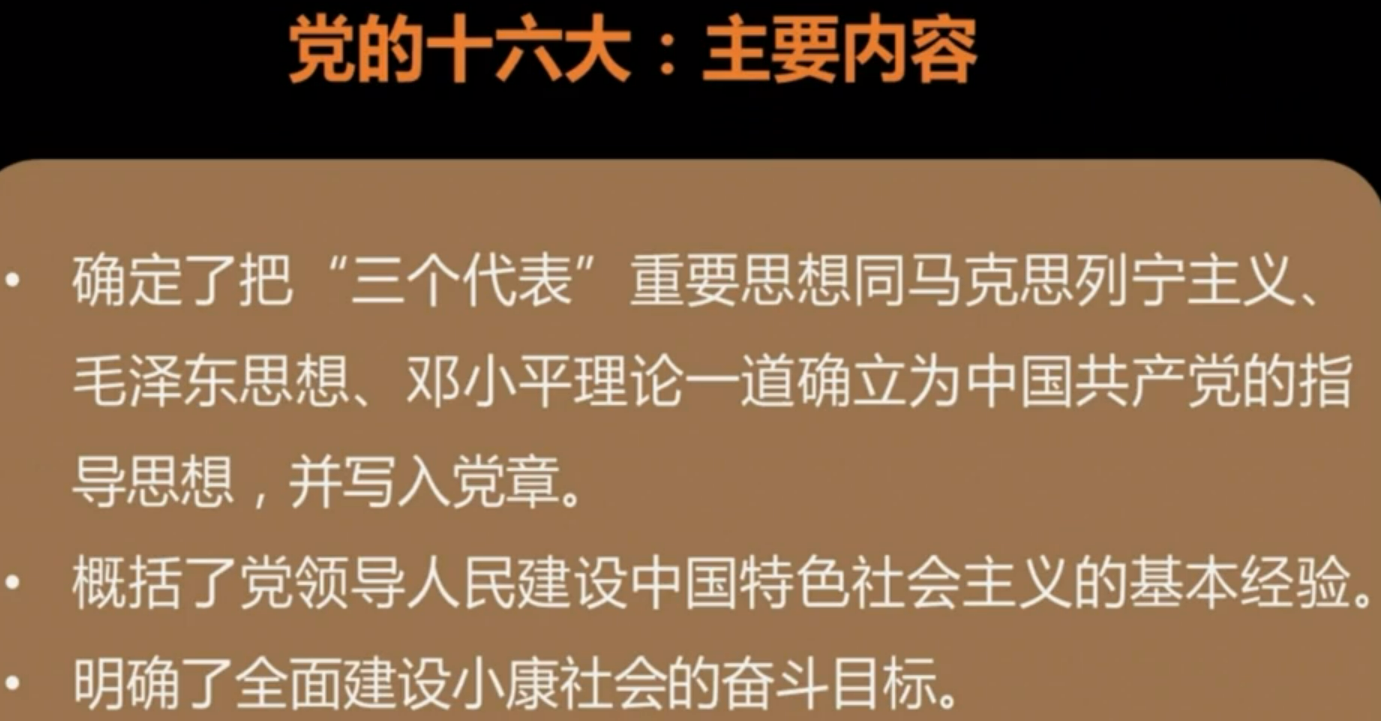 党的十六大：主要内容
• 确定了把“三个代表”重要思想同马克思列宁主义、
毛泽东思想、邓小平理论一道确立为中国共产党的指
导思想，并写入党章。
• 概括了党领导人民建设中国特色社会主义的基本经验。
• 明确了全面建设小康社会的奋斗目标。